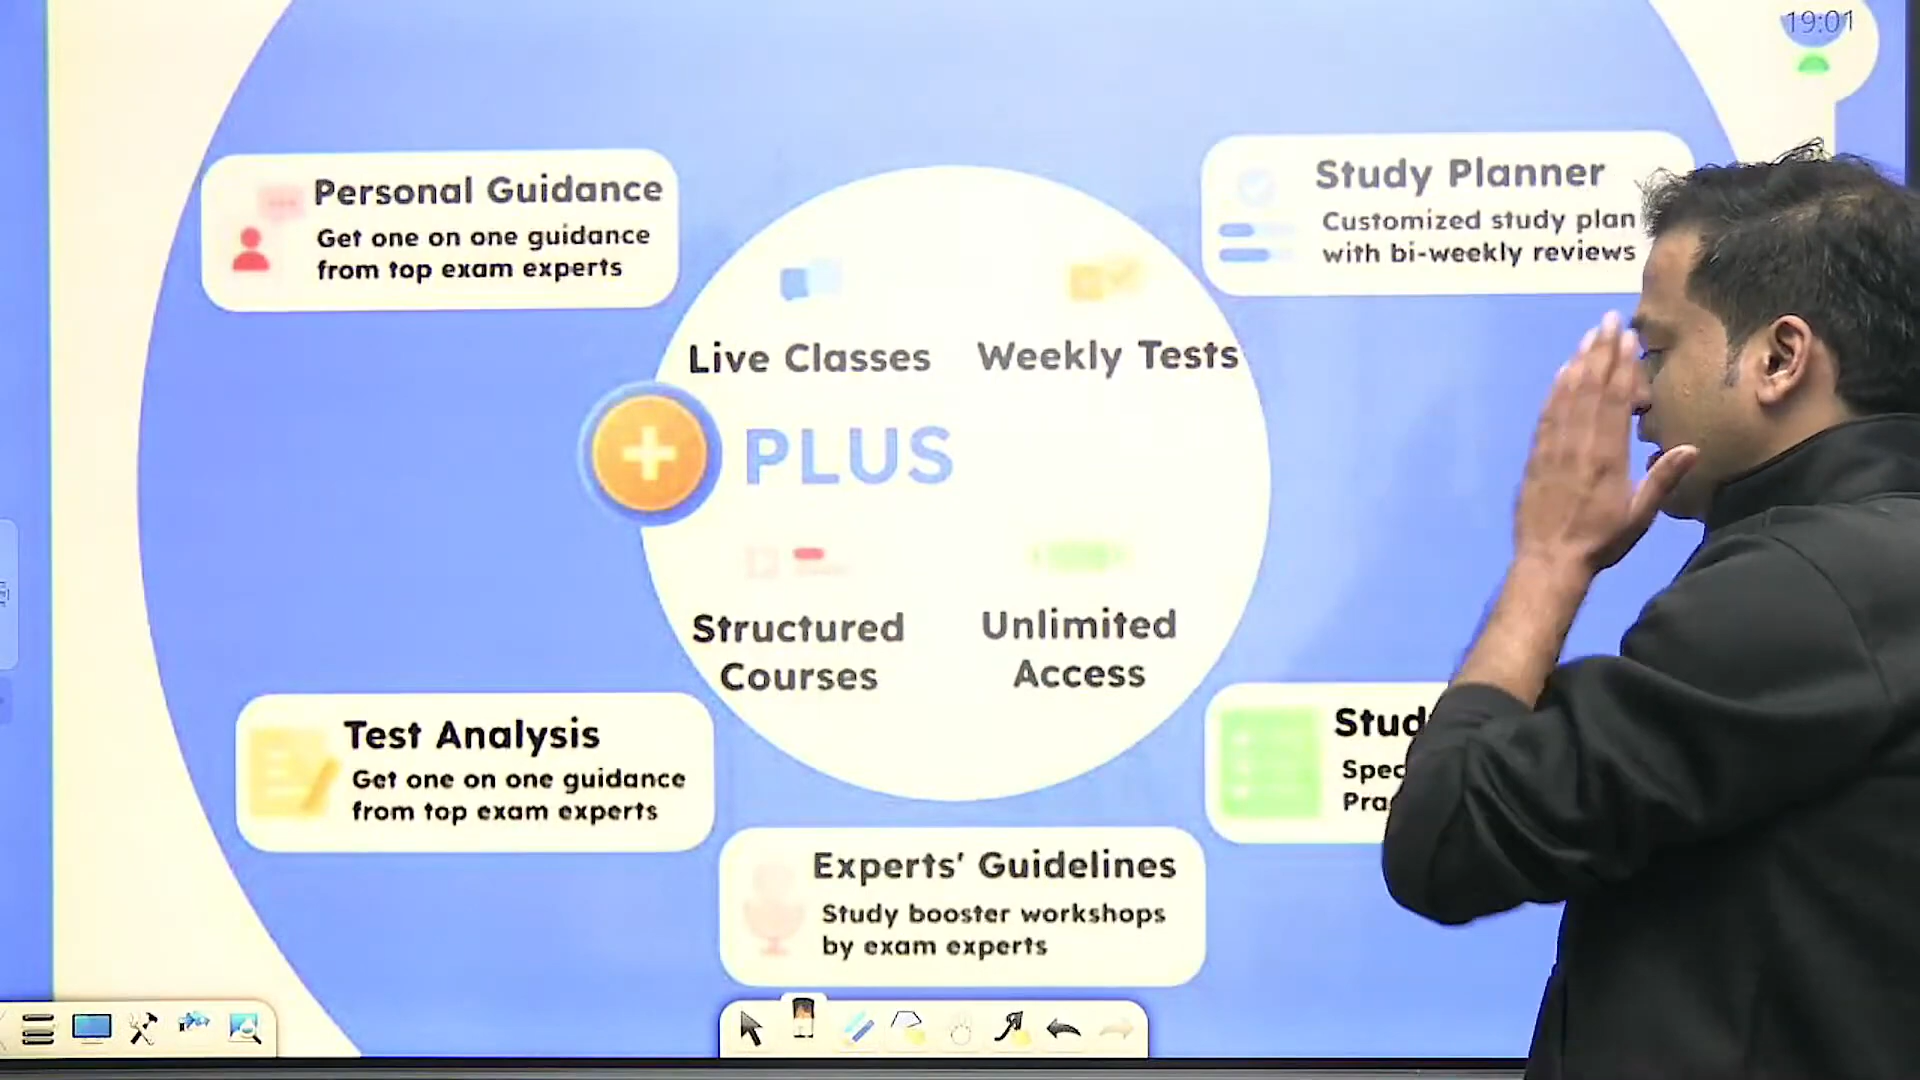 19:01
Personal Guidance
Get one on one guidance
from top exam experts
Study Planner
Customized study plan
with bi-weekly reviews
Live Classes
Weekly Tests
PLUS
Structured
Courses
Unlimited
Access
Test Analysis
Get one on one guidance
from top exam experts
Experts' Guidelines
Study booster workshops
by exam experts